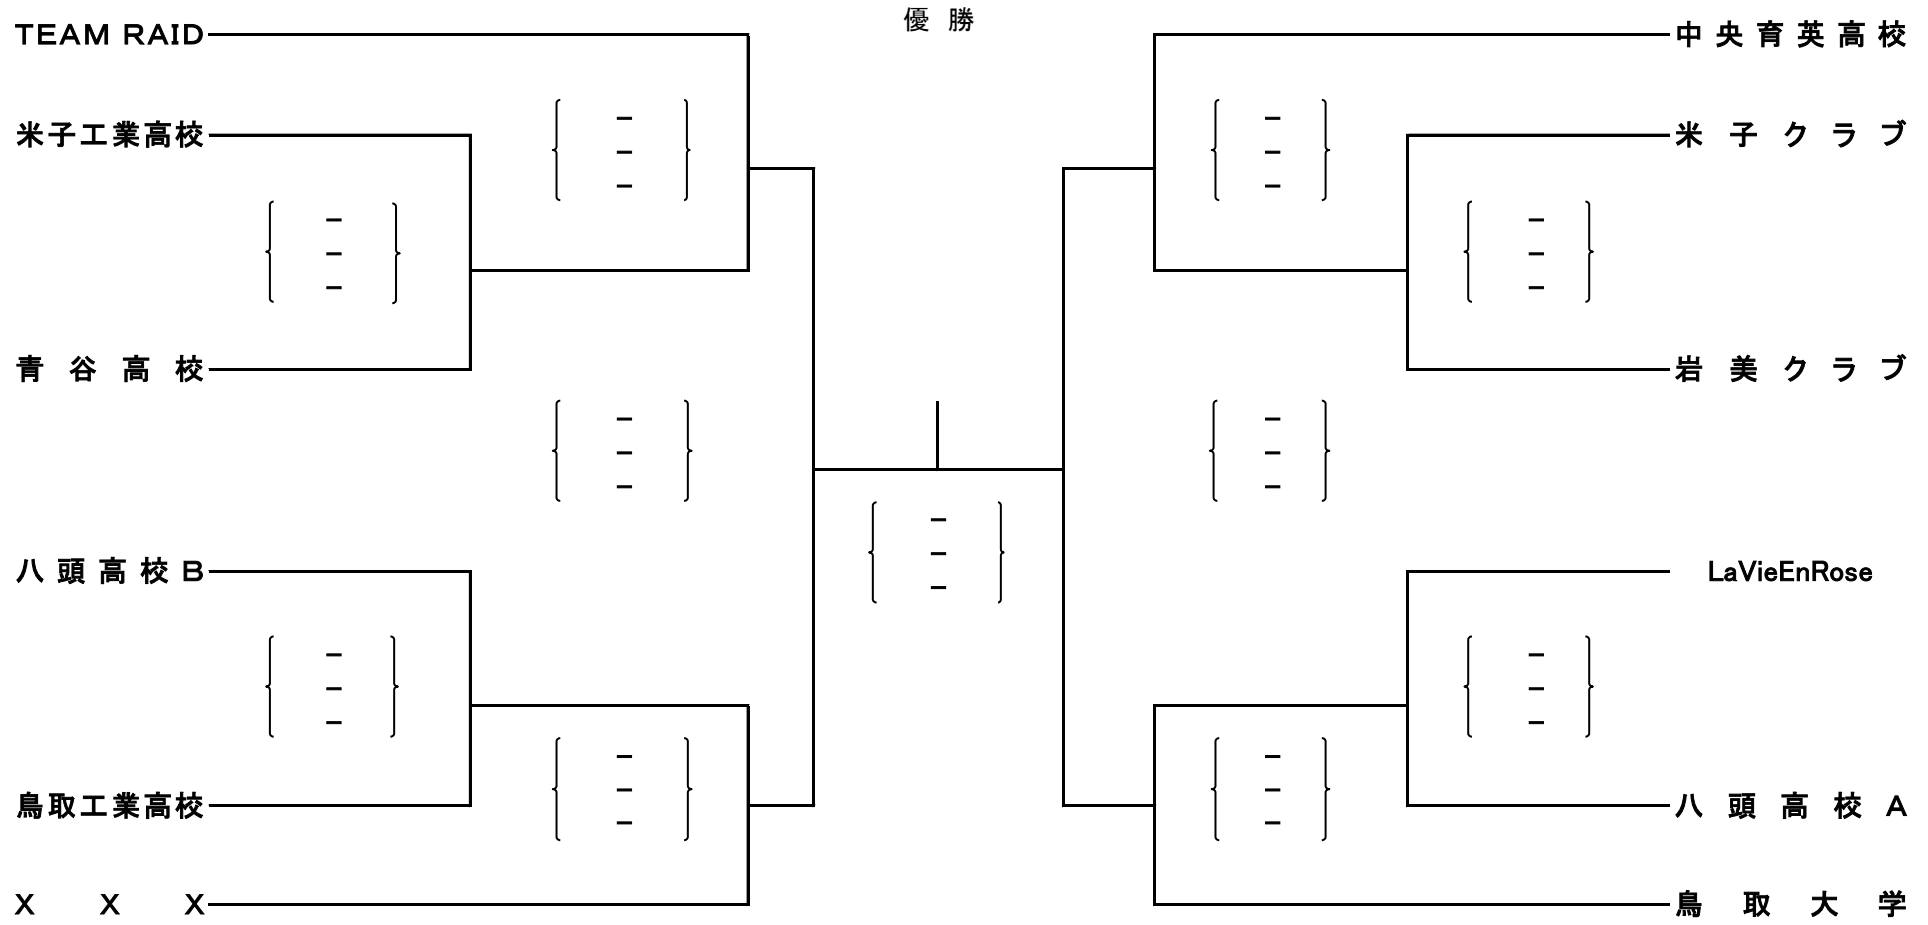 優勝
TEAM RAID
米子工業高校
青谷高校
八頭高校B
鳥取工業高校
X X X
中央育英高校
米子クラブ
岩美クラブ
LaVieEnRose
八頭高校A
鳥取大学